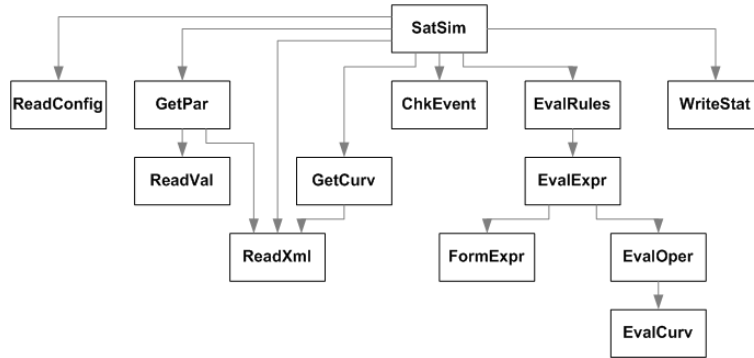 SatSim
ReadConfig
GetPar
ChkEvent
EvalRules
WriteStat
ReadVal
GetCurv
EvalExpr
ReadXml
FormExpr
EvalOper
EvalCurv